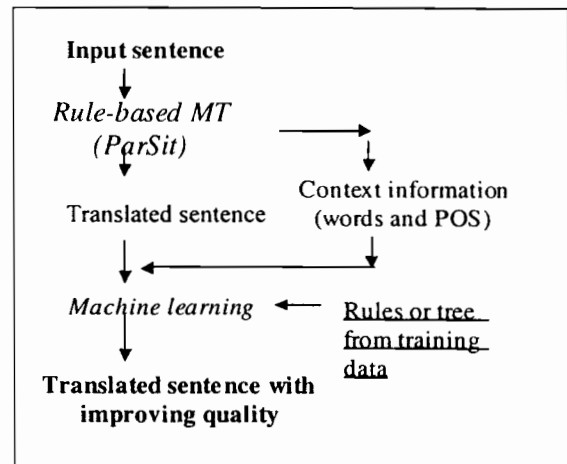 Input sentence
Rule-based MT
(ParSit)
Context information
(words and POS)
Translated sentence
Machine learning
Rules or tree
from training
data
Translated sentence with
improving quality